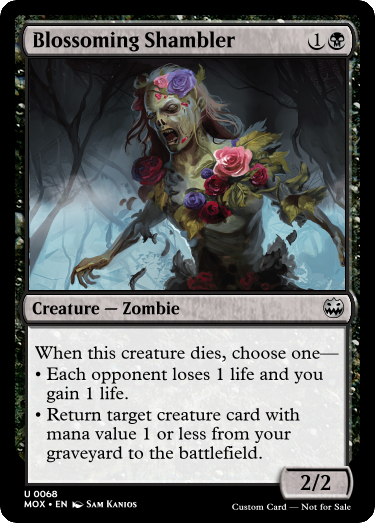 Blossoming Shambler 1
Creature — Zombie
When this creature dies, choose one—
• Each opponent loses 1 life and you
gain 1 life.
• Return target creature card with
mana value 1 or less from your
graveyard to the battlefield.
2/2
U 0068
MOX • EN Sam Kanios
Custom Card — Not for Sale